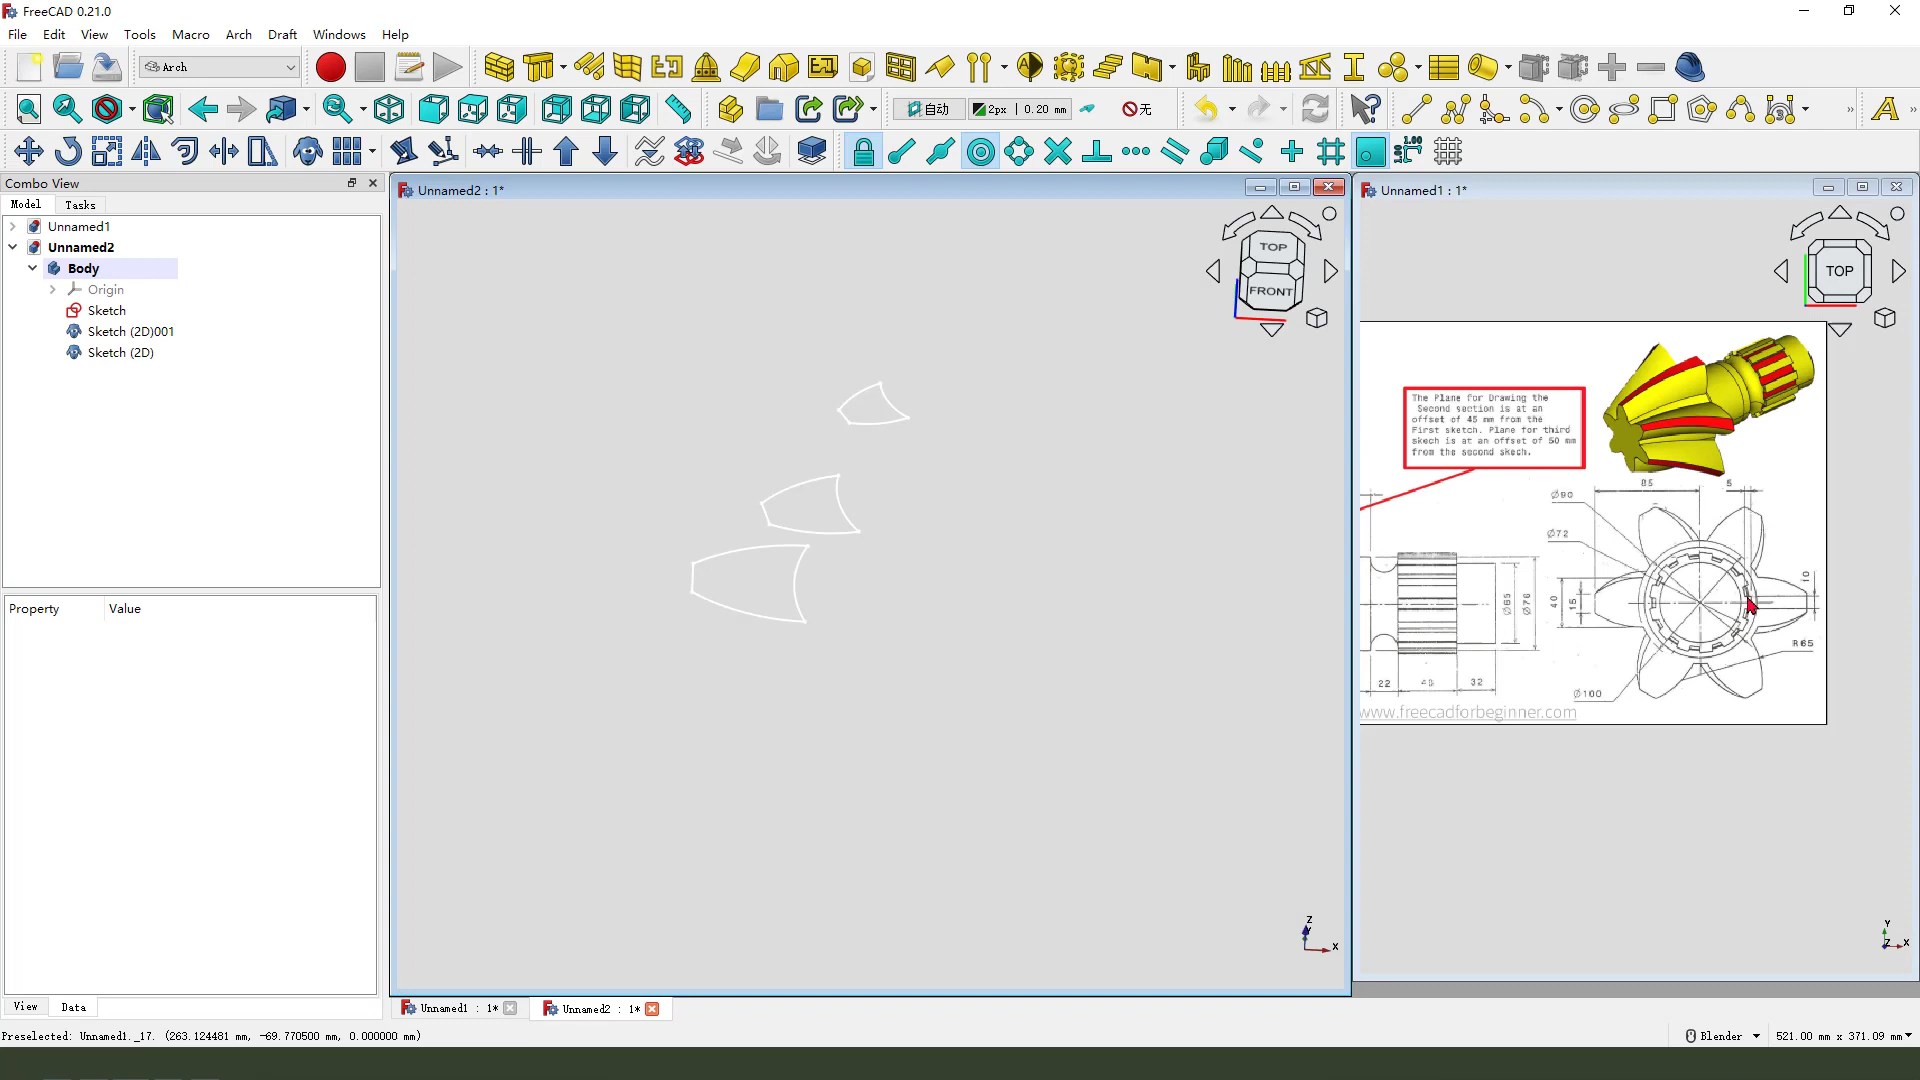 FreeCAD 0.21.0
File Edit View Tools Macro Arch Draft Windows Help
Arch
自动
2px | 0.20 mm
无
1.00
1.00
Combo View
Model Tasks
Unnamed1
Unnamed2
Body
Origin
Sketch
Sketch (2D)001
Sketch (2D)
Property Value
View Data
Unnamed2 : 1*
TOP
FRONT
Z
Y
X
Unnamed1 : 1*
TOP
The Plane for Drawing the
Second section is at an
offset of 45 mm from the
First sketch. Plane for third
skech is at an offset of 50 mm
from the second skech.
85
5
Ø90
Ø72
10
40
15
Ø65
Ø76
R65
22
40
32
Ø100
www.freecadforbeginner.com
Y
Z
X
Unnamed1 : 1*
Unnamed2 : 1*
Preselected: Unnamed1._17. (263.124481 mm, -69.770500 mm, 0.000000 mm)
Blender
521.00 mm x 371.09 mm